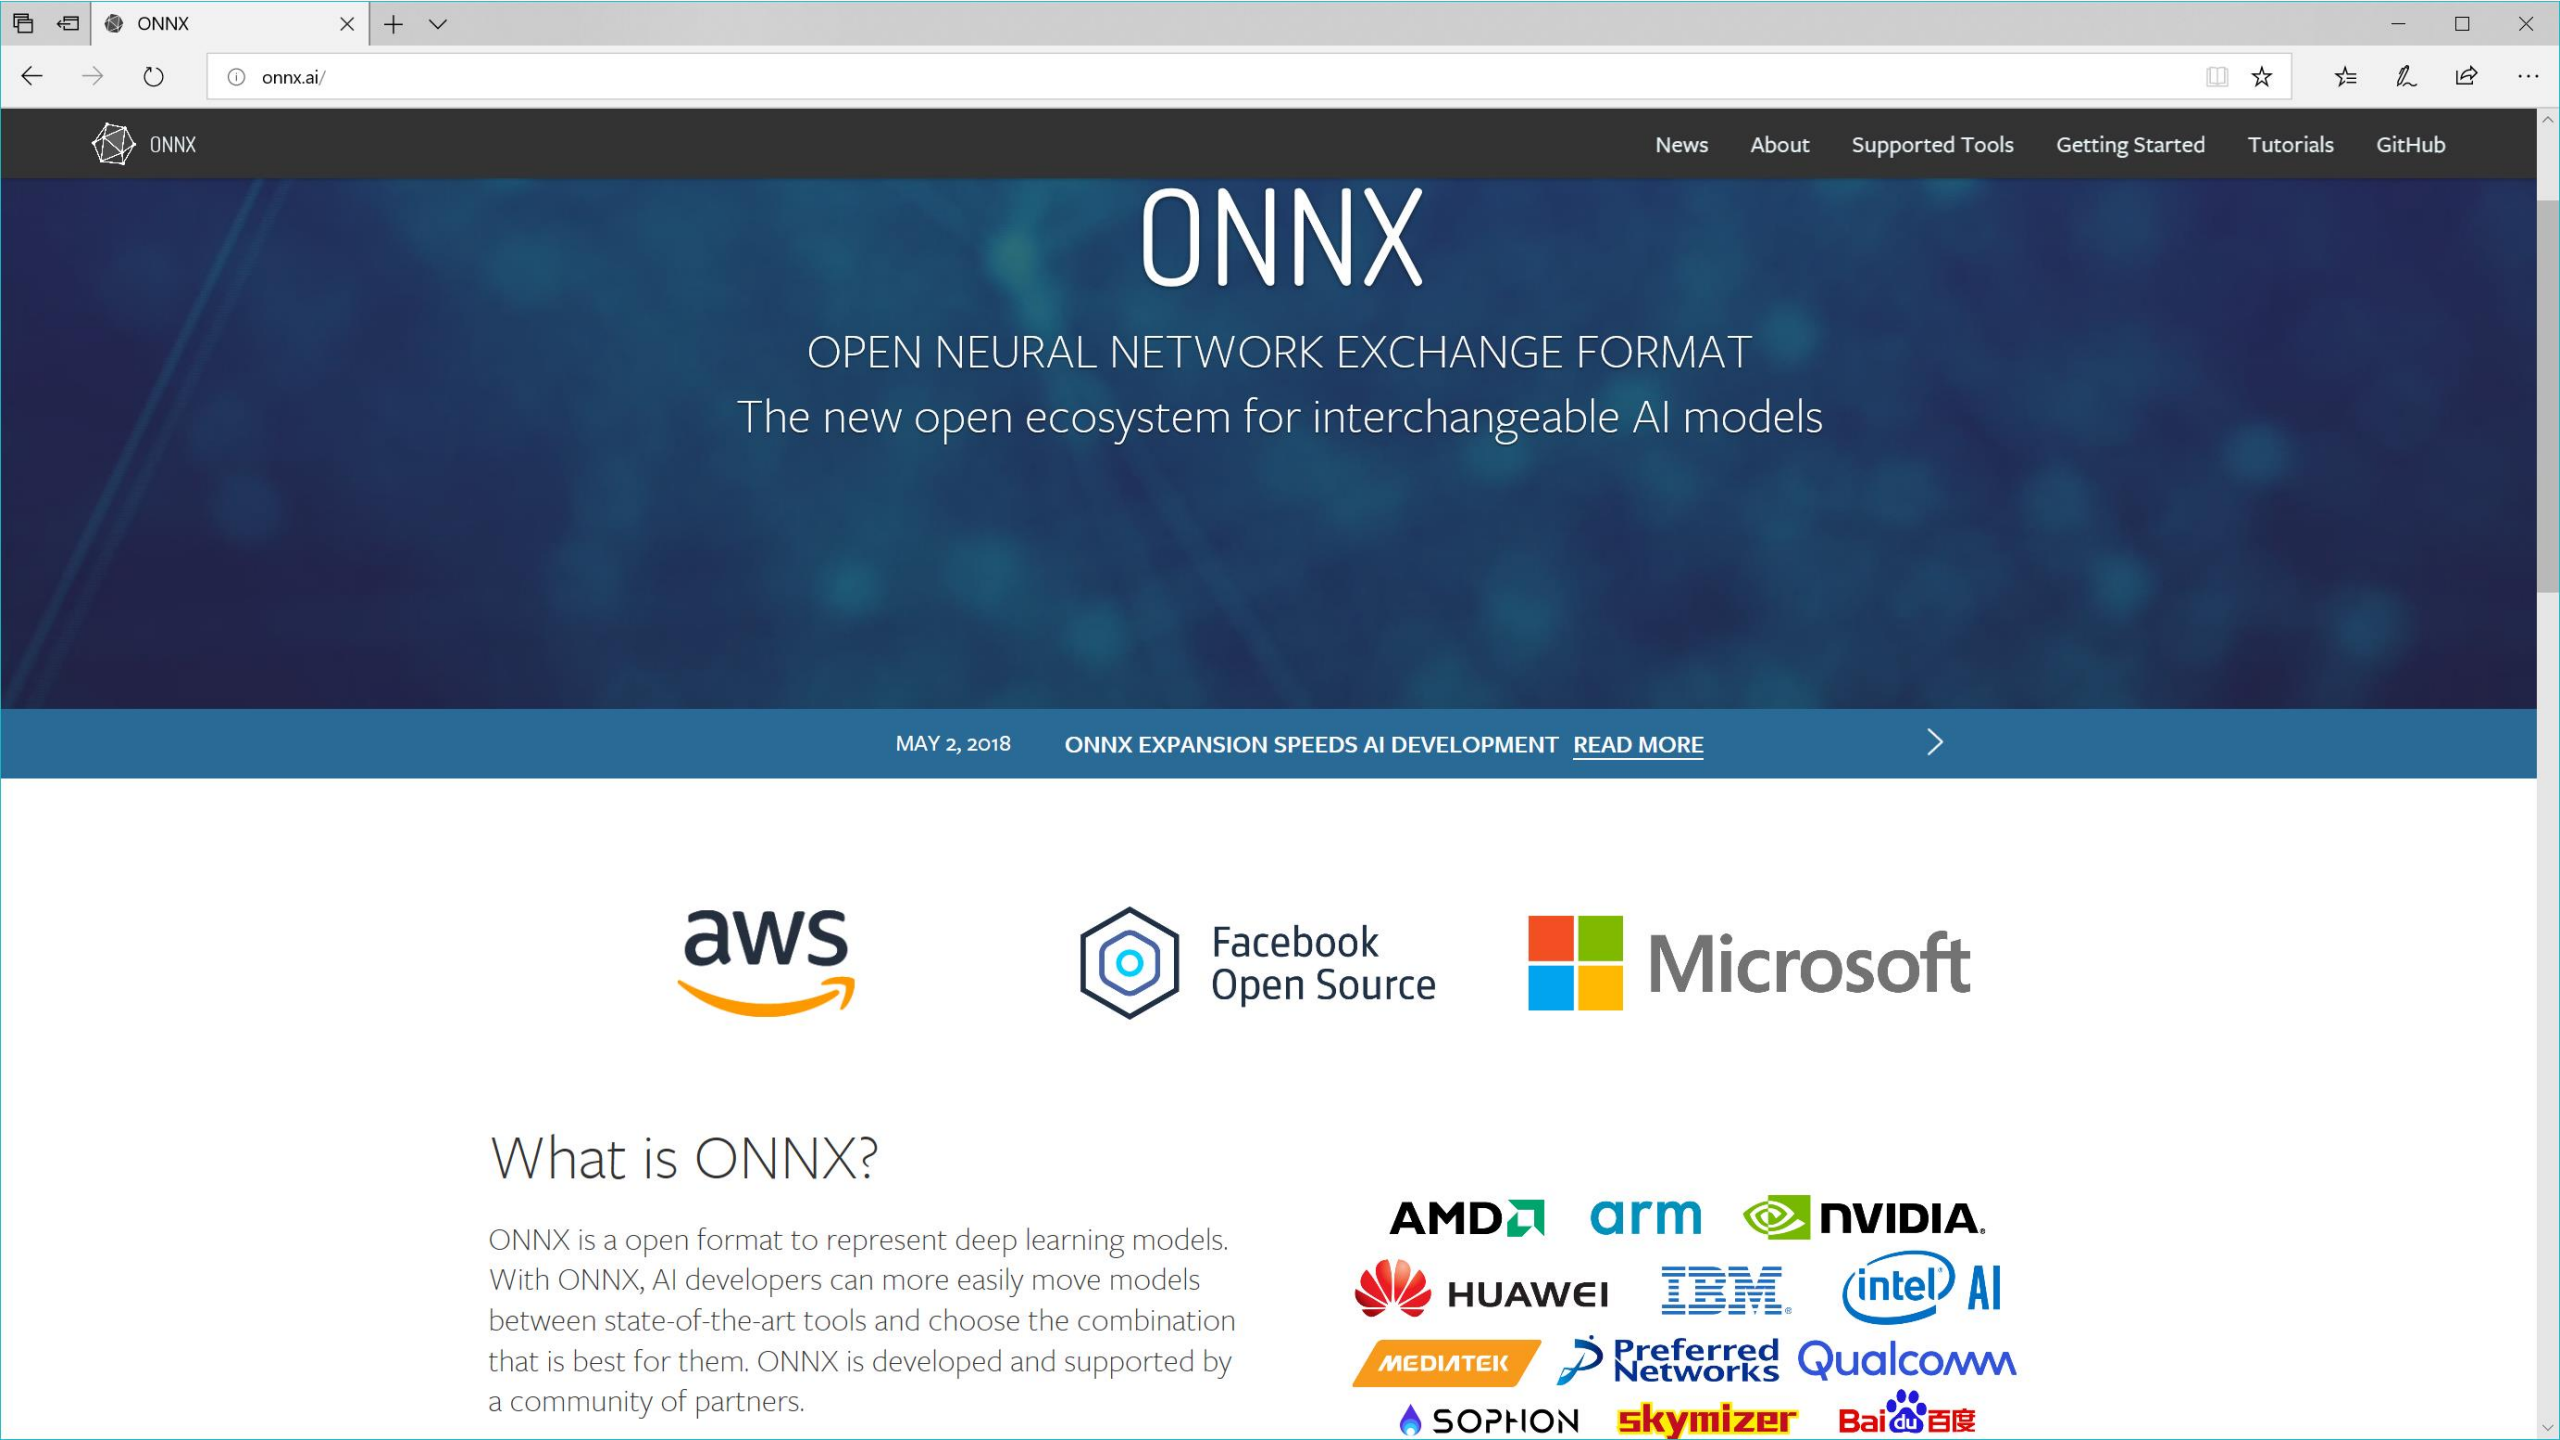 ONNX
onnx.ai/
ONNX
News About Supported Tools Getting Started Tutorials GitHub
ONNX
OPEN NEURAL NETWORK EXCHANGE FORMAT
The new open ecosystem for interchangeable AI models
MAY 2, 2018 ONNX EXPANSION SPEEDS AI DEVELOPMENT READ MORE
aws
Facebook
Open Source
Microsoft
What is ONNX?
ONNX is a open format to represent deep learning models.
With ONNX, AI developers can more easily move models
between state-of-the-art tools and choose the combination
that is best for them. ONNX is developed and supported by
a community of partners.
AMD arm NVIDIA.
HUAWEI IBM® intel AI
MEDIATEK Preferred Networks Qualcomm
SOPHON skymizer Baidu百度